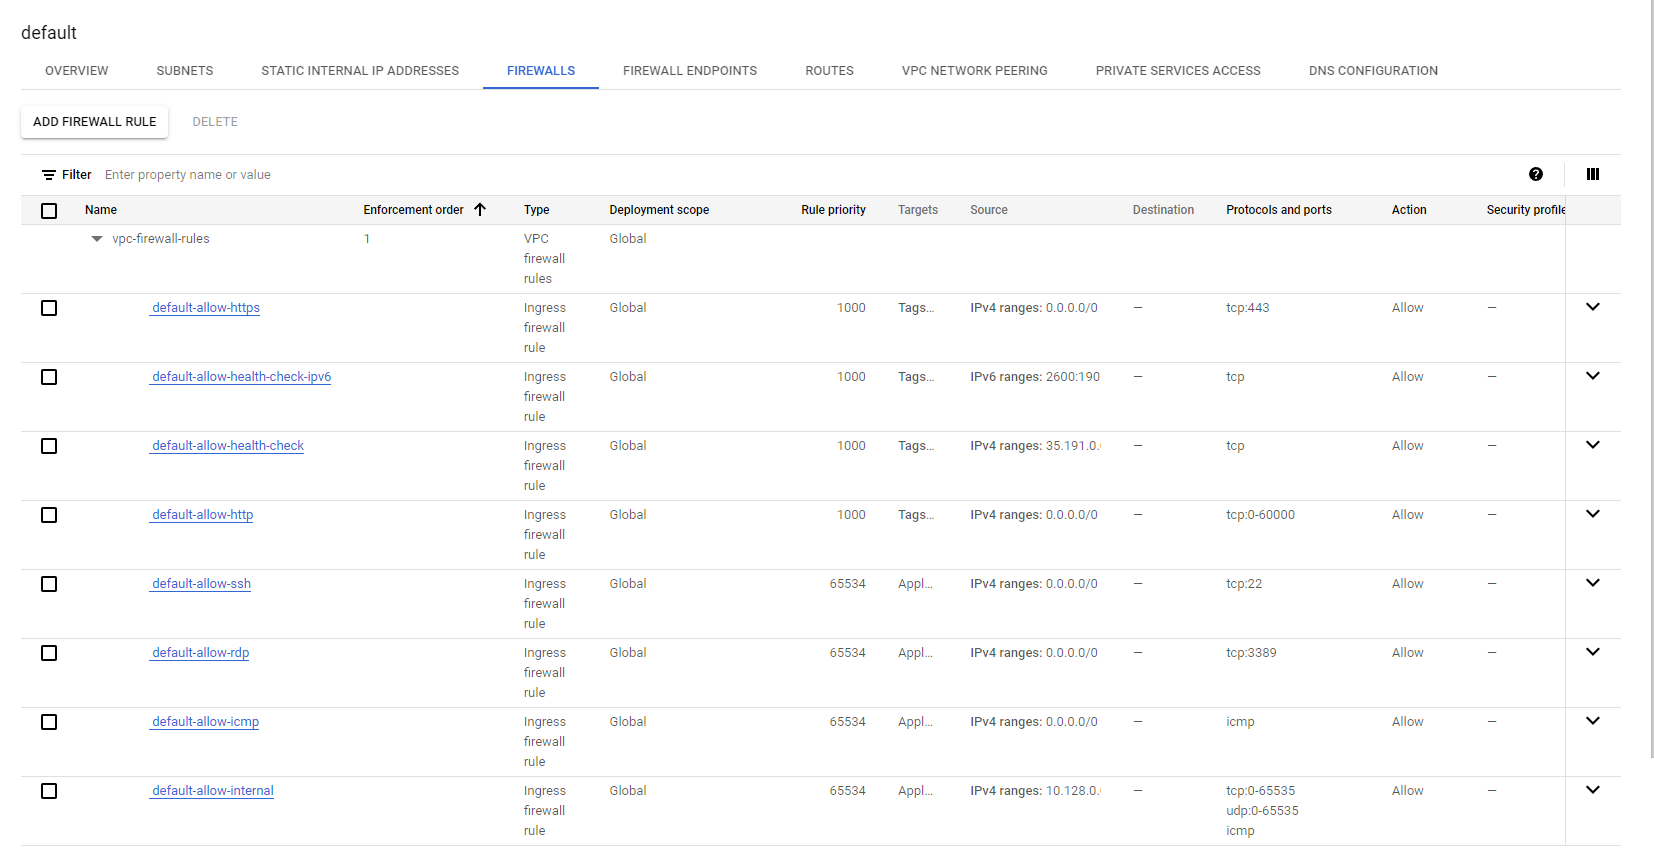 default
OVERVIEW SUBNETS STATIC INTERNAL IP ADDRESSES FIREWALLS FIREWALL ENDPOINTS ROUTES VPC NETWORK PEERING PRIVATE SERVICES ACCESS DNS CONFIGURATION
ADD FIREWALL RULE DELETE
Filter Enter property name or value
Name Enforcement order Type Deployment scope Rule priority Targets Source Destination Protocols and ports Action Security profile
vpc-firewall-rules 1 VPC Global
firewall
rules
default-allow-https Ingress Global 1000 Tags... IPv4 ranges: 0.0.0.0/0 — tcp:443 Allow —
firewall
rule
default-allow-health-check-ipv6 Ingress Global 1000 Tags... IPv6 ranges: 2600:190 — tcp Allow —
firewall
rule
default-allow-health-check Ingress Global 1000 Tags... IPv4 ranges: 35.191.0. — tcp Allow —
firewall
rule
default-allow-http Ingress Global 1000 Tags... IPv4 ranges: 0.0.0.0/0 — tcp:0-60000 Allow —
firewall
rule
default-allow-ssh Ingress Global 65534 Appl... IPv4 ranges: 0.0.0.0/0 — tcp:22 Allow —
firewall
rule
default-allow-rdp Ingress Global 65534 Appl... IPv4 ranges: 0.0.0.0/0 — tcp:3389 Allow —
firewall
rule
default-allow-icmp Ingress Global 65534 Appl... IPv4 ranges: 0.0.0.0/0 — icmp Allow —
firewall
rule
default-allow-internal Ingress Global 65534 Appl... IPv4 ranges: 10.128.0. — tcp:0-65535 Allow —
firewall udp:0-65535
rule icmp